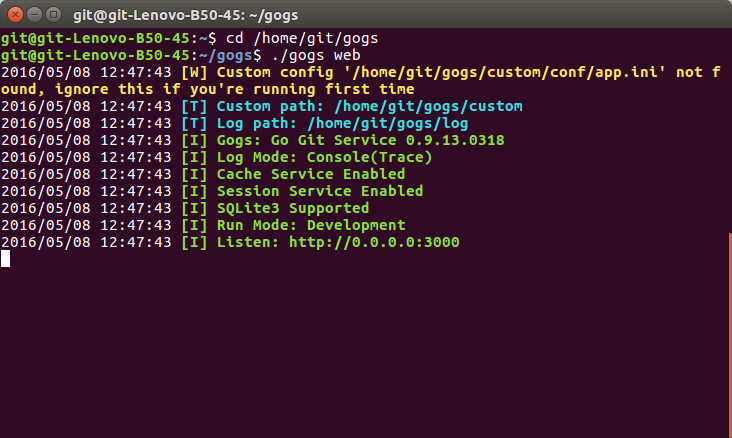 git@git-Lenovo-B50-45: ~/gogs
git@git-Lenovo-B50-45:~$ cd /home/git/gogs
git@git-Lenovo-B50-45:~/gogs$ ./gogs web
2016/05/08 12:47:43 [W] Custom config '/home/git/gogs/custom/conf/app.ini' not f
ound, ignore this if you're running first time
2016/05/08 12:47:43 [T] Custom path: /home/git/gogs/custom
2016/05/08 12:47:43 [T] Log path: /home/git/gogs/log
2016/05/08 12:47:43 [I] Gogs: Go Git Service 0.9.13.0318
2016/05/08 12:47:43 [I] Log Mode: Console(Trace)
2016/05/08 12:47:43 [I] Cache Service Enabled
2016/05/08 12:47:43 [I] Session Service Enabled
2016/05/08 12:47:43 [I] SQLite3 Supported
2016/05/08 12:47:43 [I] Run Mode: Development
2016/05/08 12:47:43 [I] Listen: http://0.0.0.0:3000